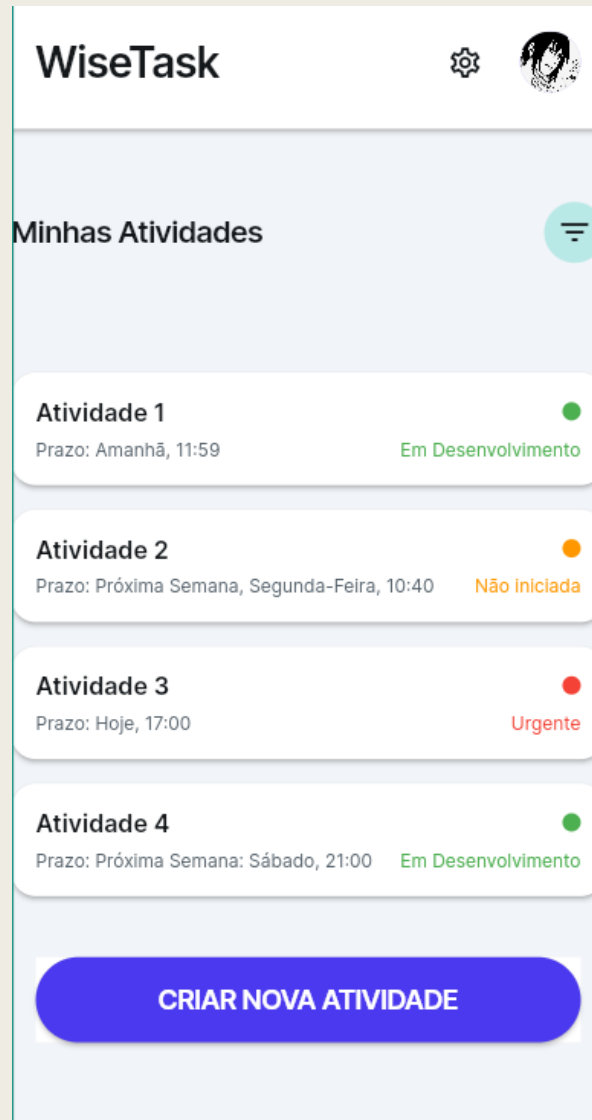 WiseTask
Minhas Atividades
Atividade 1
Prazo: Amanhã, 11:59
Em Desenvolvimento
Atividade 2
Prazo: Próxima Semana, Segunda-Feira, 10:40
Não iniciada
Atividade 3
Prazo: Hoje, 17:00
Urgente
Atividade 4
Prazo: Próxima Semana: Sábado, 21:00
Em Desenvolvimento
CRIAR NOVA ATIVIDADE